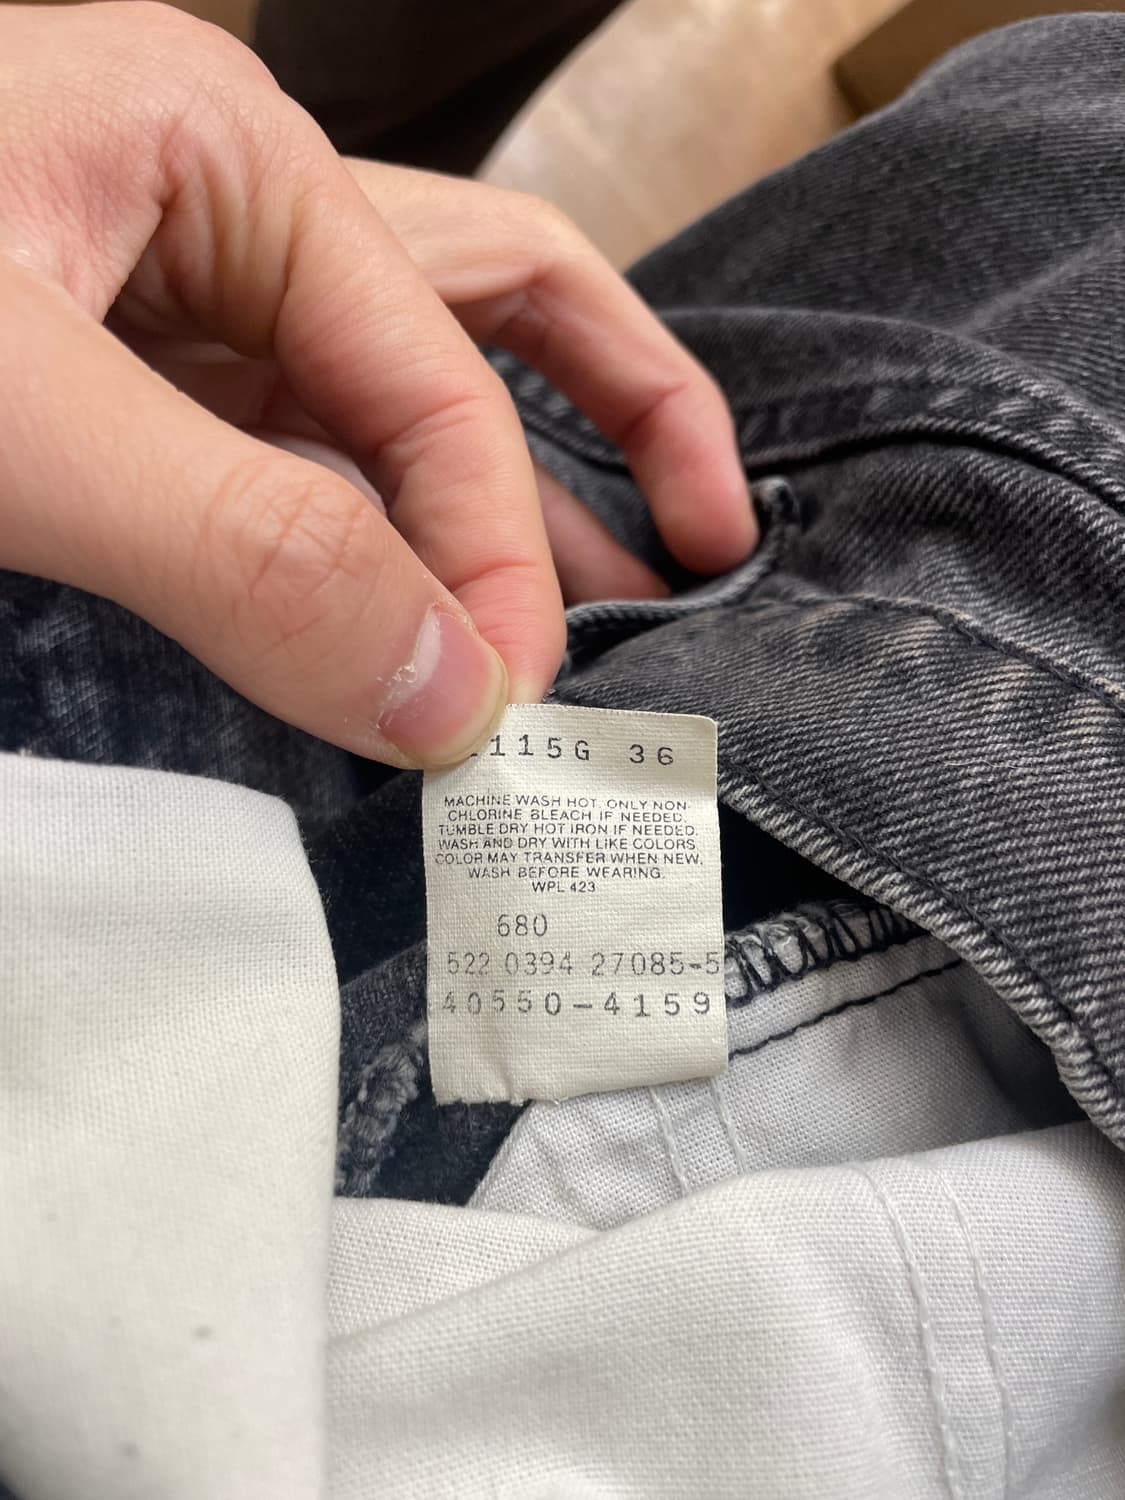 115G 36
MACHINE WASH HOT. ONLY NON-
CHLORINE BLEACH IF NEEDED.
TUMBLE DRY HOT IRON IF NEEDED.
WASH AND DRY WITH LIKE COLORS
COLOR MAY TRANSFER WHEN NEW.
WASH BEFORE WEARING.
WPL 423
680
522 0394 27085-5
40550-4159